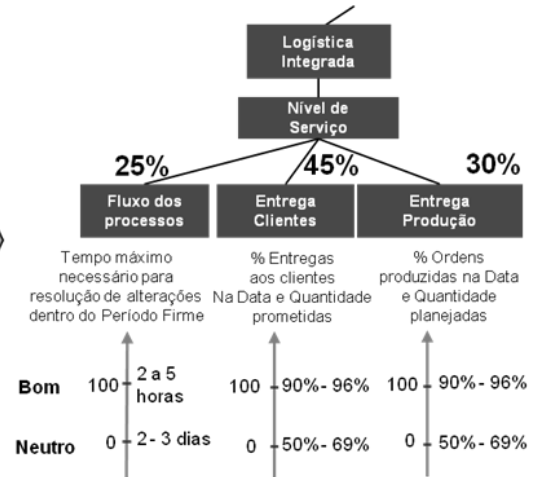 Logística
Integrada
Nível de
Serviço
25%
45%
30%
Fluxo dos
processos
Entrega
Clientes
Entrega
Produção
Tempo máximo
necessário para
resolução de alterações
dentro do Período Firme
% Entregas
aos clientes
Na Data e Quantidade
prometidas
% Ordens
produzidas na Data
e Quantidade
planejadas
Bom
100
2 a 5
horas
100
90%- 96%
100
90%- 96%
Neutro
0
2- 3 dias
0
50%- 69%
0
50%- 69%